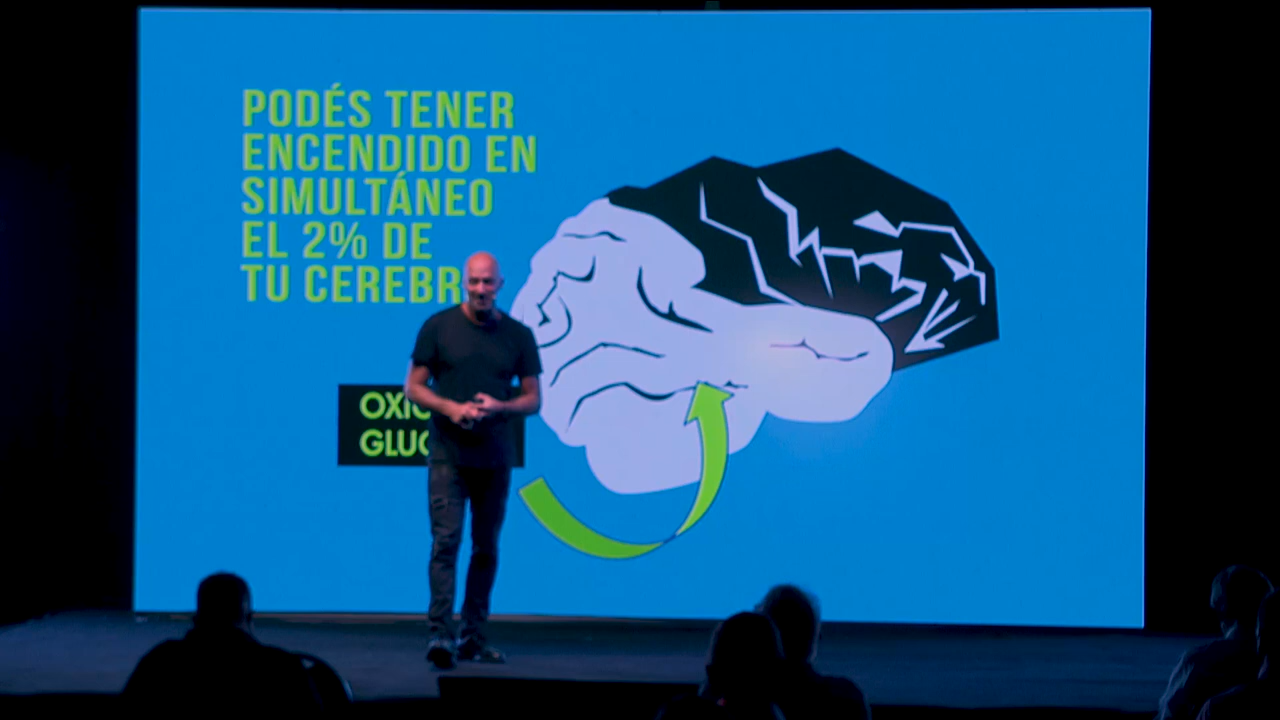 PODÉS TENER
ENCENDIDO EN
SIMULTÁNEO
EL 2% DE
TU CEREBR